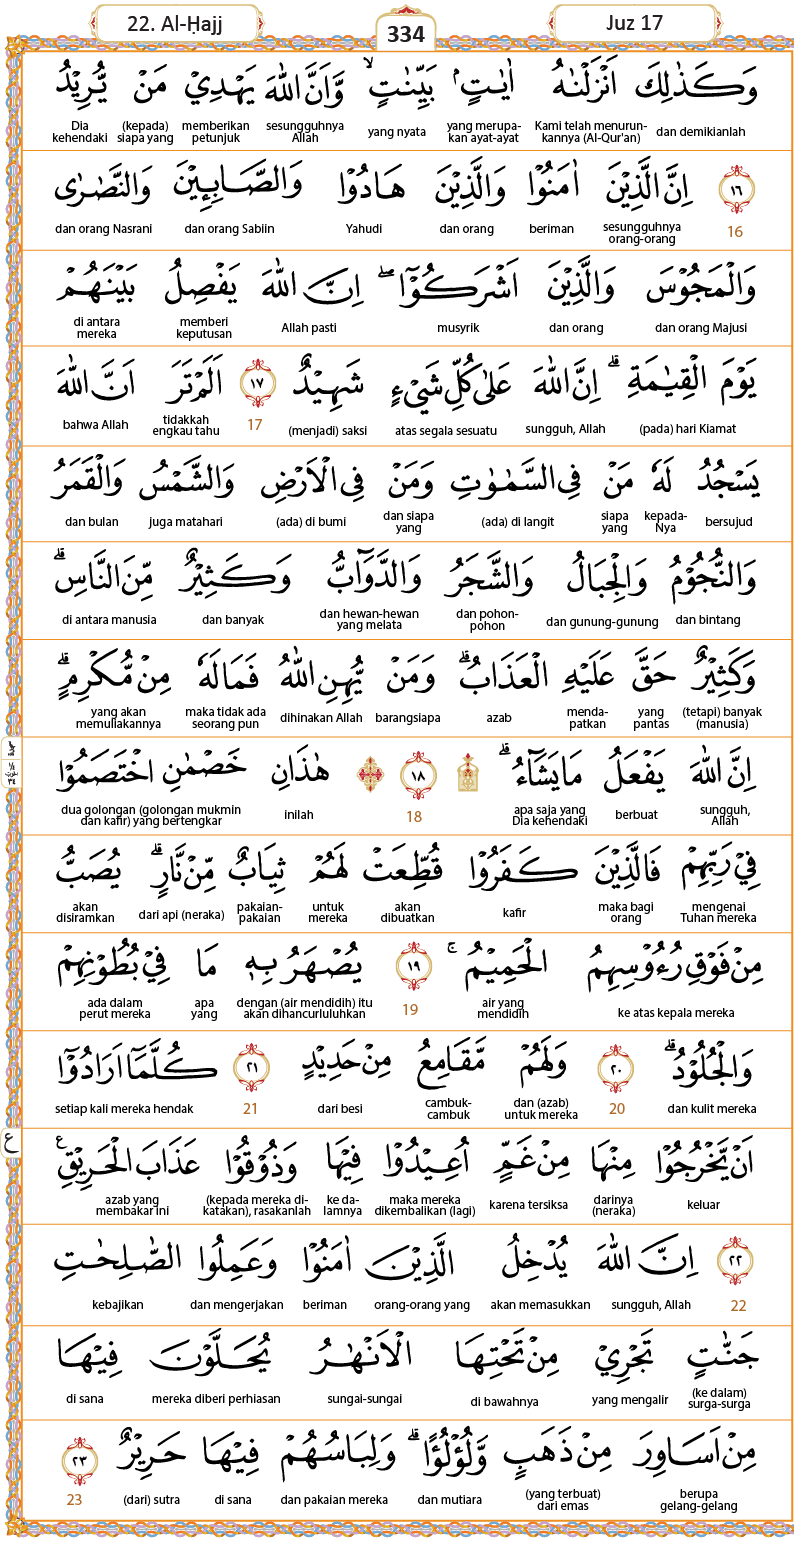 22. Al-Ḥajj 334 Juz 17
وَكَذٰلِكَ اَنْزَلْنٰهُ اٰيٰتٍۢ بَيِّنٰتٍۙ وَّاَنَّ اللّٰهَ يَهْدِيْ مَنْ يُّرِيْدُ
dan demikianlah Kami telah menurun-kannya (Al-Qur'an) yang merupa-kan ayat-ayat yang nyata sesungguhnya Allah memberikan petunjuk (kepada) siapa yang Dia kehendaki
١٦ اِنَّ الَّذِيْنَ اٰمَنُوْا وَالَّذِيْنَ هَادُوْا وَالصَّابِـِٕيْنَ وَالنَّصٰرٰى
16 sesungguhnya orang-orang beriman dan orang Yahudi dan orang Sabiin dan orang Nasrani
وَالْمَجُوْسَ وَالَّذِيْنَ اَشْرَكُوْٓاۖ اِنَّ اللّٰهَ يَفْصِلُ بَيْنَهُمْ
dan orang Majusi dan orang musyrik Allah pasti memberi keputusan di antara mereka
يَوْمَ الْقِيٰمَةِۗ اِنَّ اللّٰهَ عَلٰى كُلِّ شَيْءٍ شَهِيْدٌ ١٧ اَلَمْ تَرَ اَنَّ اللّٰهَ
(pada) hari Kiamat sungguh, Allah atas segala sesuatu (menjadi) saksi 17 tidakkah engkau tahu bahwa Allah
يَسْجُدُ لَهٗ مَنْ فِى السَّمٰوٰتِ وَمَنْ فِى الْاَرْضِ وَالشَّمْسُ وَالْقَمَرُ
bersujud kepada-Nya siapa yang (ada) di langit dan siapa yang (ada) di bumi juga matahari dan bulan
وَالنُّجُوْمُ وَالْجِبَالُ وَالشَّجَرُ وَالدَّوَاۤبُّ وَكَثِيْرٌ مِّنَ النَّاسِۗ
dan bintang dan gunung-gunung dan pohon-pohon dan hewan-hewan yang melata dan banyak di antara manusia
وَكَثِيْرٌ حَقَّ عَلَيْهِ الْعَذَابُۗ وَمَنْ يُّهِنِ اللّٰهُ فَمَا لَهٗ مِنْ مُّكْرِمٍۗ
(tetapi) banyak (manusia) yang pantas menda-patkan azab barangsiapa dihinakan Allah maka tidak ada seorang pun yang akan memuliakannya
اِنَّ اللّٰهَ يَفْعَلُ مَا يَشَاۤءُۗ ۩ ١٨ هٰذَانِ خَصْمٰنِ اخْتَصَمُوْا
sungguh, Allah berbuat apa saja yang Dia kehendaki 18 inilah dua golongan (golongan mukmin dan kafir) yang bertengkar
فِيْ رَبِّهِمْ فَالَّذِيْنَ كَفَرُوْا قُطِّعَتْ لَهُمْ ثِيَابٌ مِّنْ نَّارٍۗ يُصَبُّ
mengenai Tuhan mereka maka bagi orang kafir akan dibuatkan untuk mereka pakaian-pakaian dari api (neraka) akan disiramkan
مِنْ فَوْقِ رُءُوْسِهِمُ الْحَمِيْمُۚ ١٩ يُصْهَرُ بِهٖ مَا فِيْ بُطُوْنِهِمْ
ke atas kepala mereka air yang mendidih 19 dengan (air mendidih) itu akan dihancurluluhkan apa yang ada dalam perut mereka
وَالْجُلُوْدُۗ ٢٠ وَلَهُمْ مَّقَامِعُ مِنْ حَدِيْدٍ ٢١ كُلَّمَآ اَرَادُوْٓا
dan kulit mereka 20 dan (azab) untuk mereka cambuk-cambuk dari besi 21 setiap kali mereka hendak
اَنْ يَّخْرُجُوْا مِنْهَا مِنْ غَمٍّ اُعِيْدُوْا فِيْهَا وَذُوْقُوْا عَذَابَ الْحَرِيْقِ ࣖ
keluar darinya (neraka) karena tersiksa maka mereka dikembalikan (lagi) ke da-lamnya (kepada mereka di-katakan), rasakanlah azab yang membakar ini
٢٢ اِنَّ اللّٰهَ يُدْخِلُ الَّذِيْنَ اٰمَنُوْا وَعَمِلُوا الصّٰلِحٰتِ
22 sungguh, Allah akan memasukkan orang-orang yang beriman dan mengerjakan kebajikan
جَنّٰتٍ تَجْرِيْ مِنْ تَحْتِهَا الْاَنْهٰرُ يُحَلَّوْنَ فِيْهَا
(ke dalam) surga-surga yang mengalir di bawahnya sungai-sungai mereka diberi perhiasan di sana
مِنْ اَسَاوِرَ مِنْ ذَهَبٍ وَّلُؤْلُؤًاۗ وَلِبَاسُهُمْ فِيْهَا حَرِيْرٌ ٢٣
berupa gelang-gelang (yang terbuat) dari emas dan mutiara dan pakaian mereka di sana (dari) sutra 23
ع